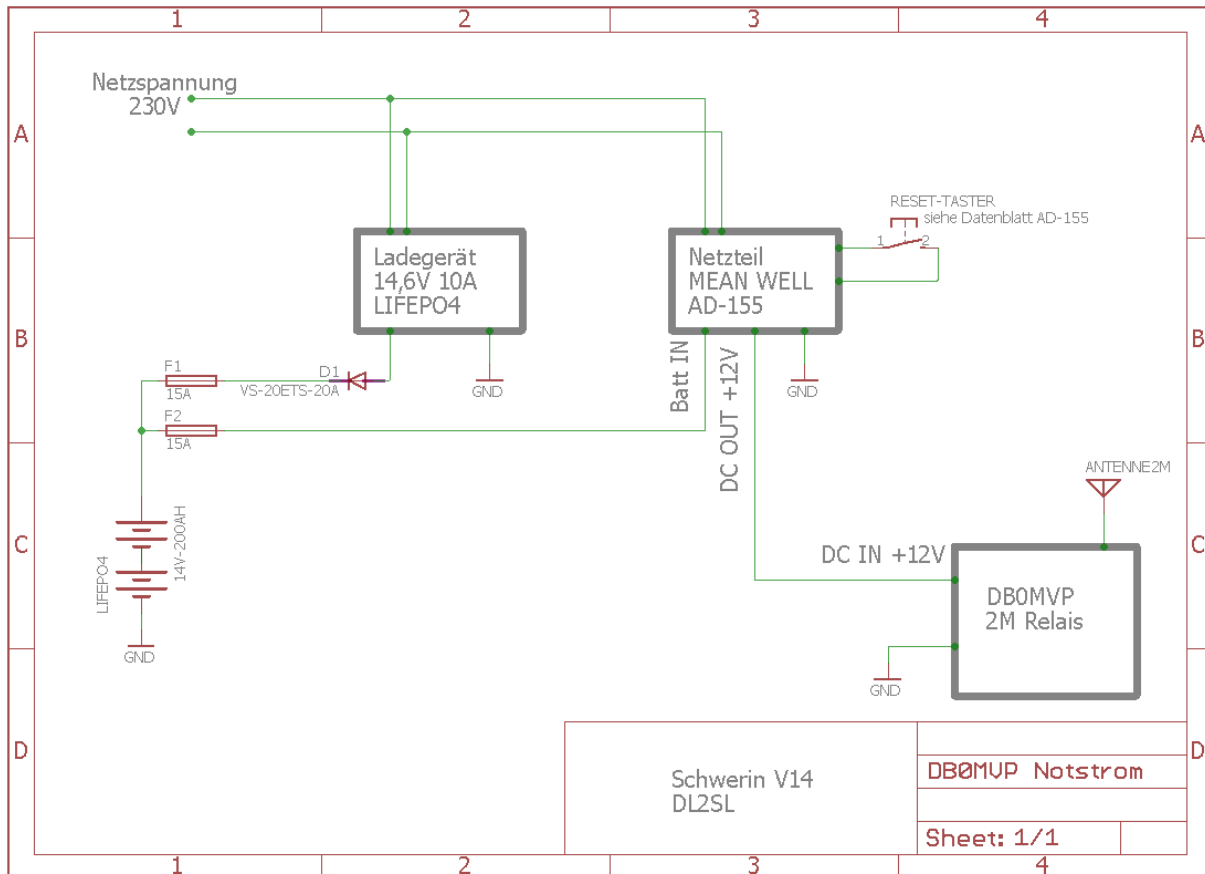 1 2 3 4
Netzspannung
230V
A A
RESET-TASTER
siehe Datenblatt AD-155
1 2
Ladegerät
14,6V 10A
LIFEPO4
Netzteil
MEAN WELL
AD-155
B B
F1
15A
D1
VS-20ETS-20A
GND
Batt IN
DC OUT +12V
GND
F2
15A
ANTENNE2M
C C
LIFEPO4
14V-200AH
DC IN +12V
DB0MVP
2M Relais
GND
GND
D D
Schwerin V14
DL2SL
DB0MVP Notstrom
Sheet: 1/1
1 2 3 4